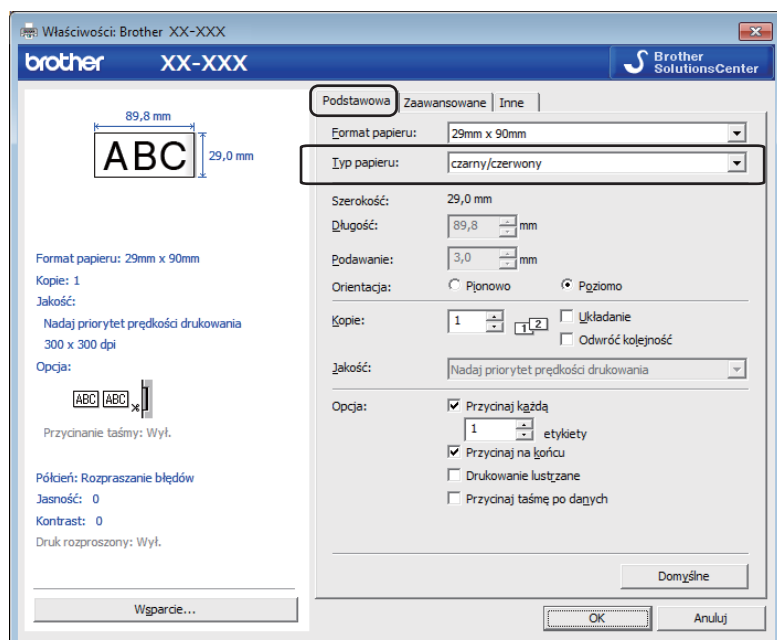 Właściwości: Brother XX-XXX
brother XX-XXX
Brother
SolutionsCenter
89,8 mm
ABC
29,0 mm
Format papieru: 29mm x 90mm
Kopie: 1
Jakość:
Nadaj priorytet prędkości drukowania
300 x 300 dpi
Opcja:
ABC ABC
Przycinanie taśmy: Wył.
Półcień: Rozpraszanie błędów
Jasność: 0
Kontrast: 0
Druk rozproszony: Wył.
Wsparcie...
Podstawowa Zaawansowane Inne
Format papieru: 29mm x 90mm
Typ papieru: czarny/czerwony
Szerokość: 29,0 mm
Długość: 89,8 mm
Podawanie: 3,0 mm
Orientacja: Pionowo Poziomo
Kopie: 1 1 2 Układanie
Odwróć kolejność
Jakość: Nadaj priorytet prędkości drukowania
Opcja: Przycinaj każdą
1 etykiety
Przycinaj na końcu
Drukowanie lustrzane
Przycinaj taśmę po danych
Domyślne
OK Anuluj